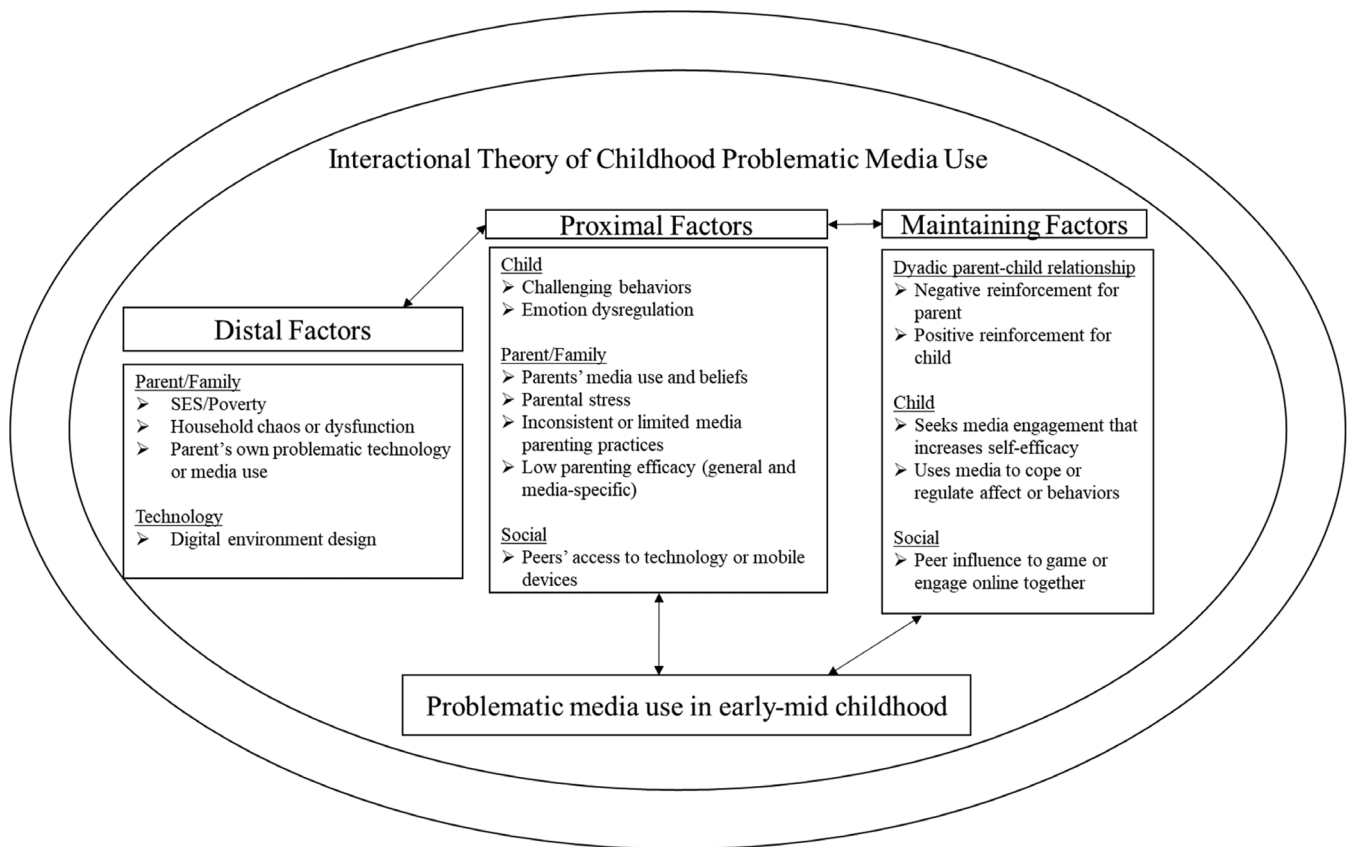 Interactional Theory of Childhood Problematic Media Use
Distal Factors
Parent/Family
➢ SES/Poverty
➢ Household chaos or dysfunction
➢ Parent's own problematic technology
or media use
Technology
➢ Digital environment design
Proximal Factors
Child
➢ Challenging behaviors
➢ Emotion dysregulation
Parent/Family
➢ Parents' media use and beliefs
➢ Parental stress
➢ Inconsistent or limited media
parenting practices
➢ Low parenting efficacy (general and
media-specific)
Social
➢ Peers' access to technology or mobile
devices
Maintaining Factors
Dyadic parent-child relationship
➢ Negative reinforcement for
parent
➢ Positive reinforcement for
child
Child
➢ Seeks media engagement that
increases self-efficacy
➢ Uses media to cope or
regulate affect or behaviors
Social
➢ Peer influence to game or
engage online together
Problematic media use in early-mid childhood